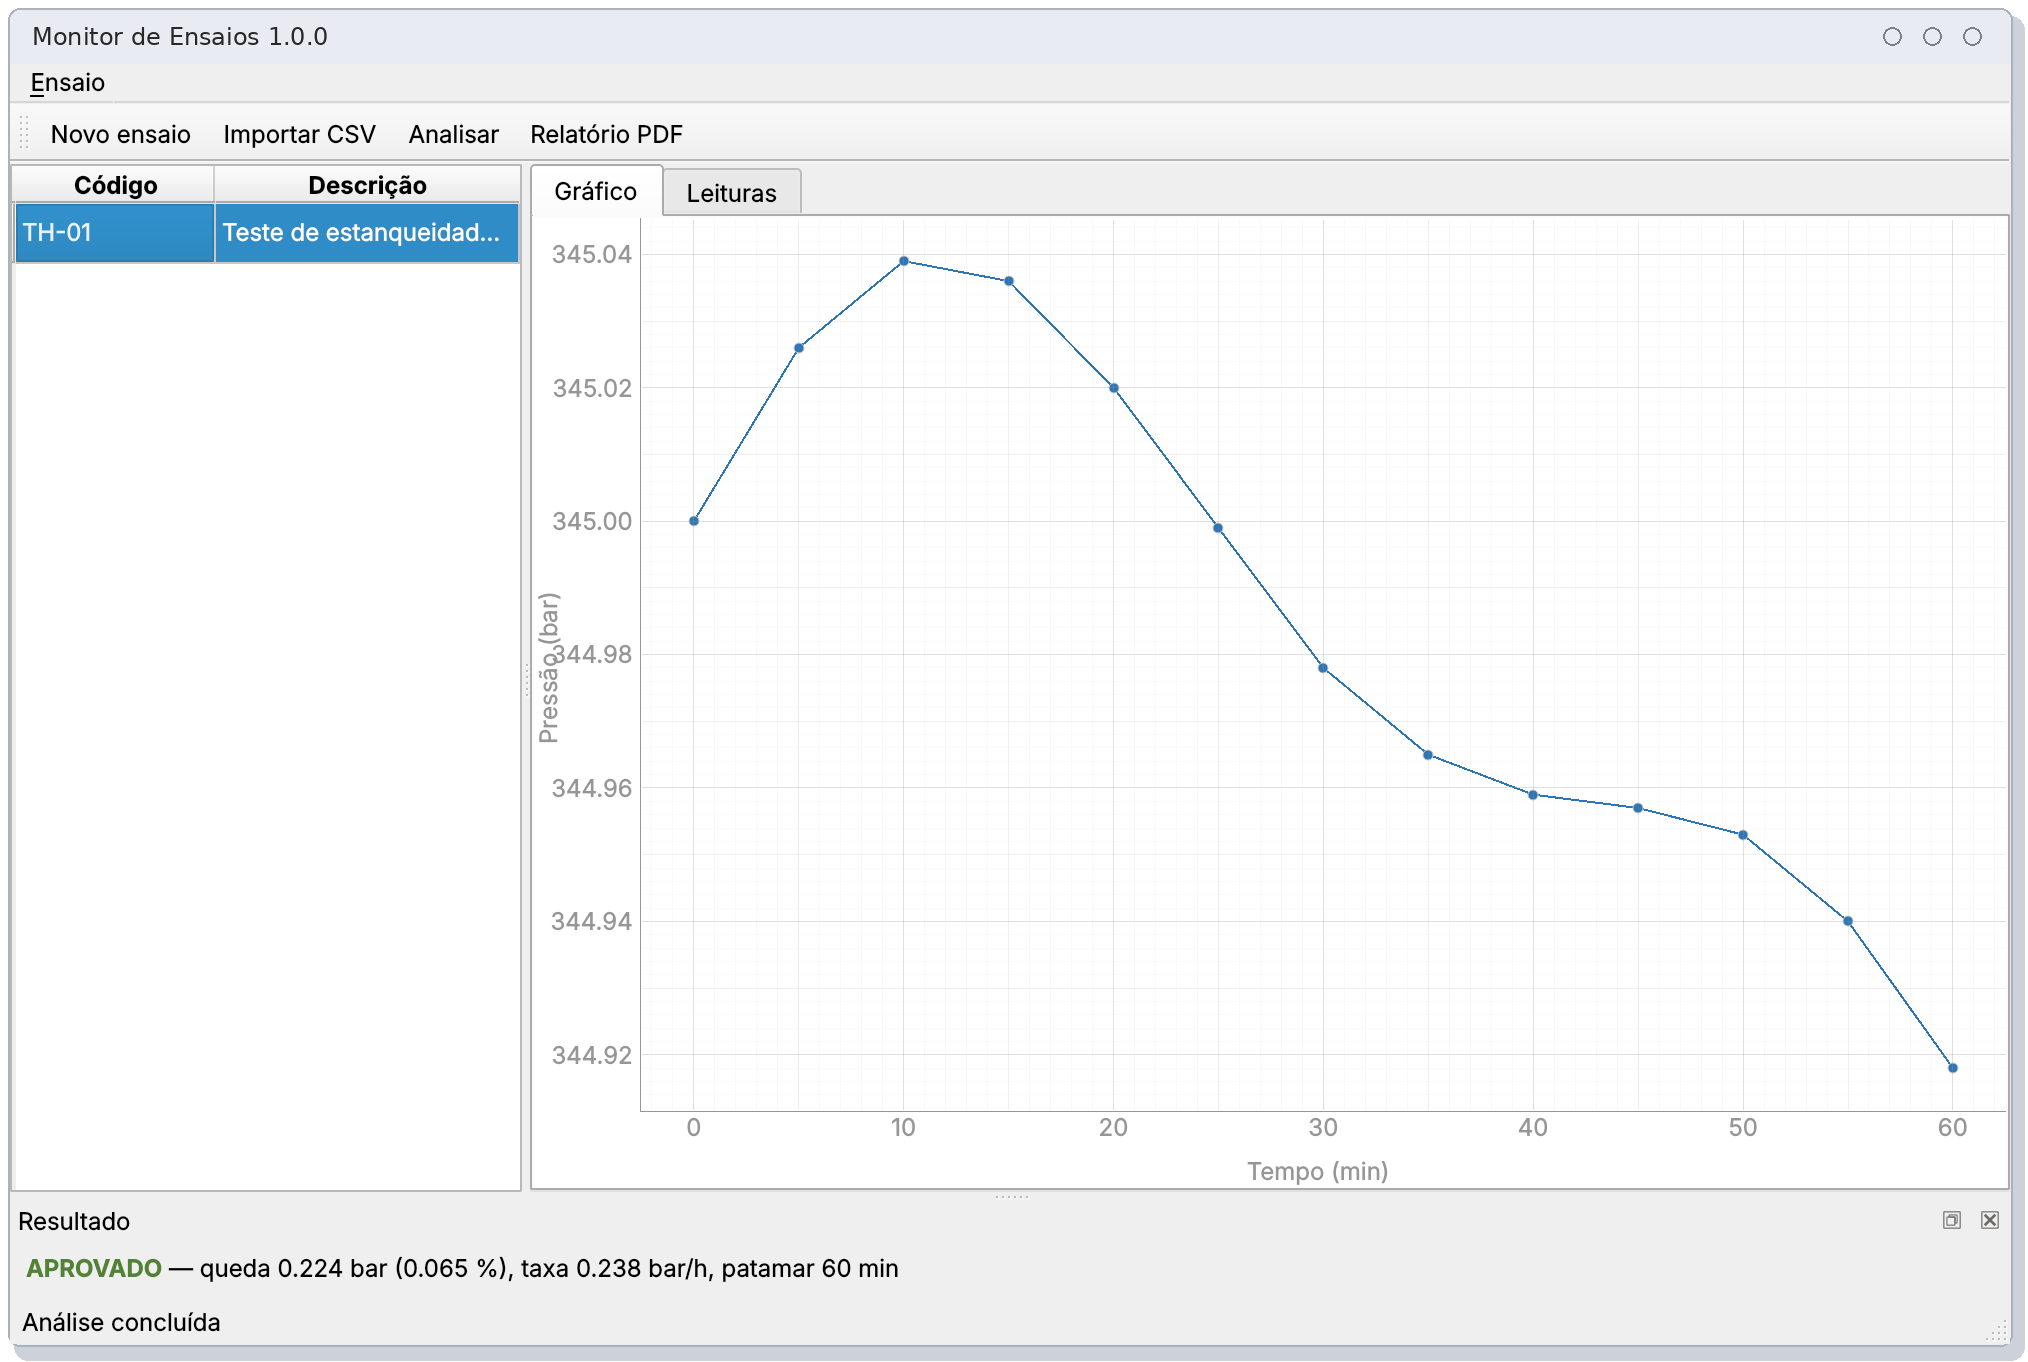 Monitor de Ensaios 1.0.0
Ensaio
Novo ensaio Importar CSV Analisar Relatório PDF
Código Descrição
TH-01 Teste de estanqueidad...
Gráfico Leituras
345.04
345.02
345.00
344.98
344.96
344.94
344.92
Pressão (bar)
0 10 20 30 40 50 60
Tempo (min)
Resultado
APROVADO — queda 0.224 bar (0.065 %), taxa 0.238 bar/h, patamar 60 min
Análise concluída